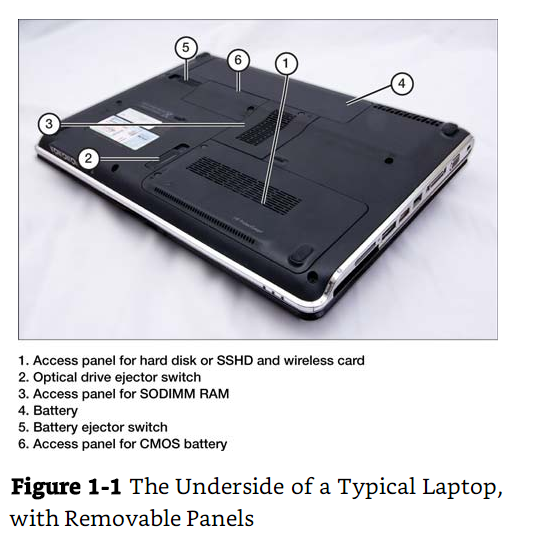 5
6
1
4
3
2
1. Access panel for hard disk or SSHD and wireless card
2. Optical drive ejector switch
3. Access panel for SODIMM RAM
4. Battery
5. Battery ejector switch
6. Access panel for CMOS battery
Figure 1-1 The Underside of a Typical Laptop,
with Removable Panels